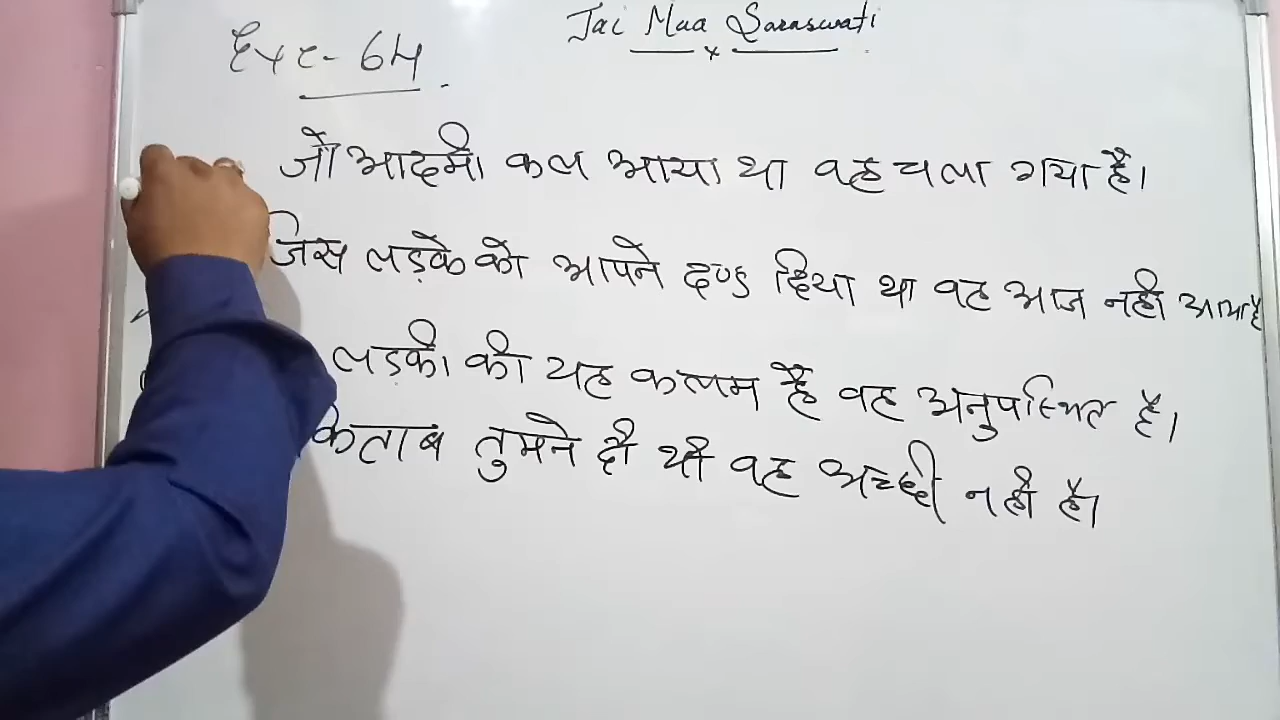 Jai Maa Saraswati
Exe-64
जो आदमी कल आया था वह चला गया है।
जिस लड़के को आपने दण्ड दिया था वह आज नही आया है
लड़की की यह कलम है वह अनुपस्थित है।
किताब तुमने दी थी वह अच्छी नही है।